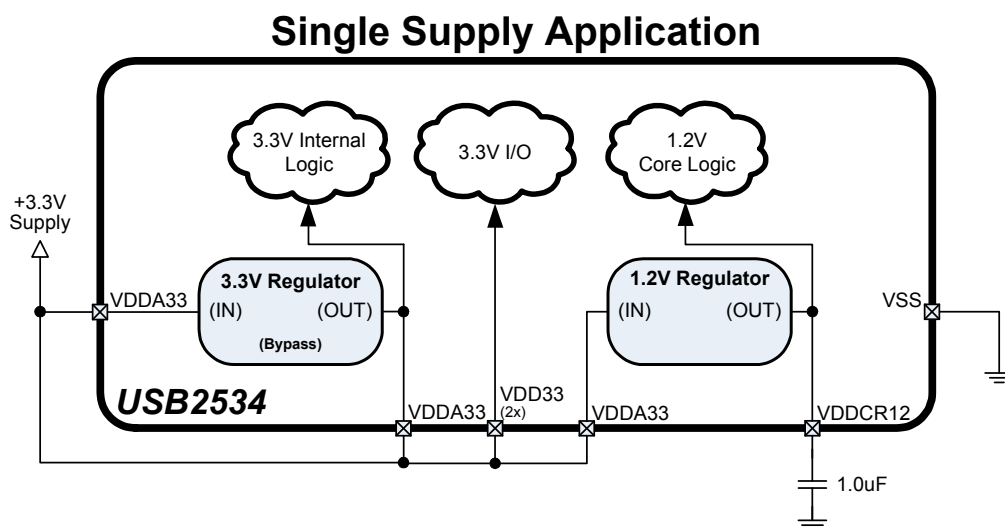 Single Supply Application
3.3V Internal
Logic
3.3V I/O
1.2V
Core Logic
+3.3V
Supply
VDDA33
3.3V Regulator
(IN)
(OUT)
(Bypass)
1.2V Regulator
(IN)
(OUT)
VSS
USB2534
VDDA33
VDD33
(2x)
VDDA33
VDDCR12
1.0uF